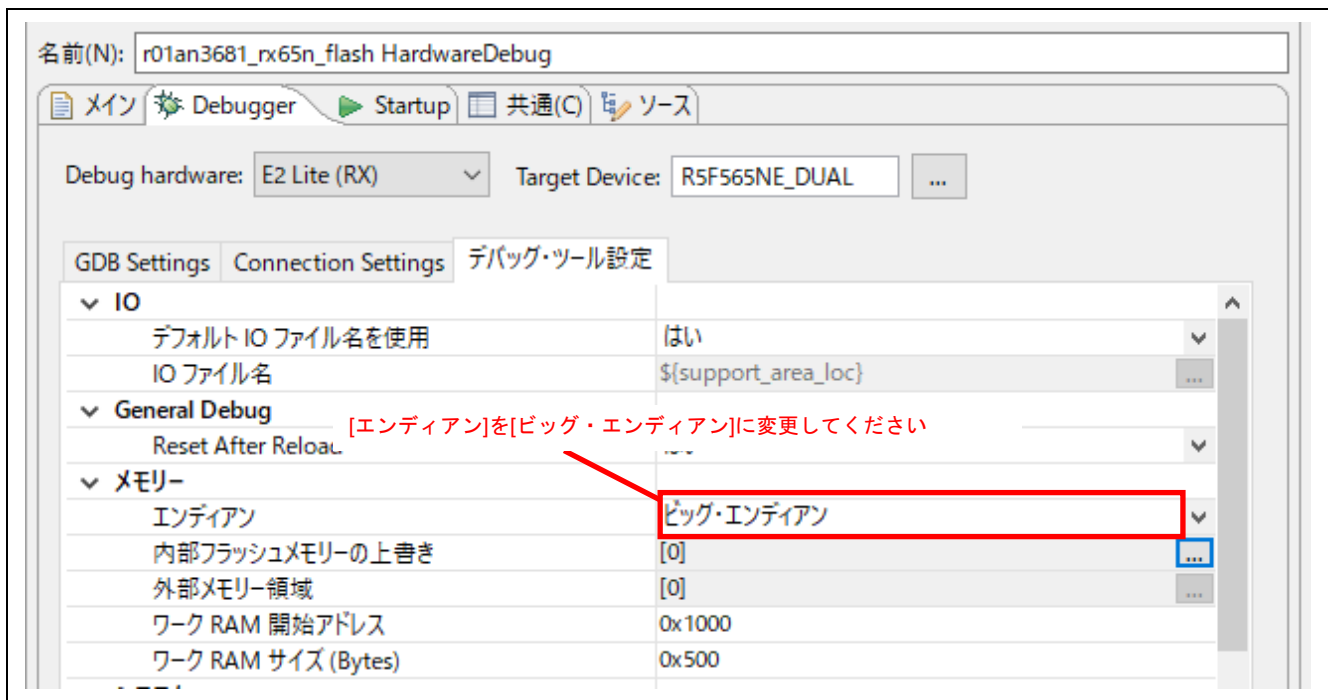 名前(N): r01an3681_rx65n_flash HardwareDebug
メイン Debugger Startup 共通(C) ソース
Debug hardware: E2 Lite (RX) Target Device: R5F565NE_DUAL ...
GDB Settings Connection Settings デバッグ・ツール設定
IO
デフォルト IO ファイル名を使用 はい
IO ファイル名 ${support_area_loc} ...
General Debug
[エンディアン]を[ビッグ・エンディアン]に変更してください
Reset After
メモリー
エンディアン ビッグ・エンディアン
内部フラッシュメモリーの上書き [0] ...
外部メモリー領域 [0] ...
ワーク RAM 開始アドレス 0x1000
ワーク RAM サイズ (Bytes) 0x500